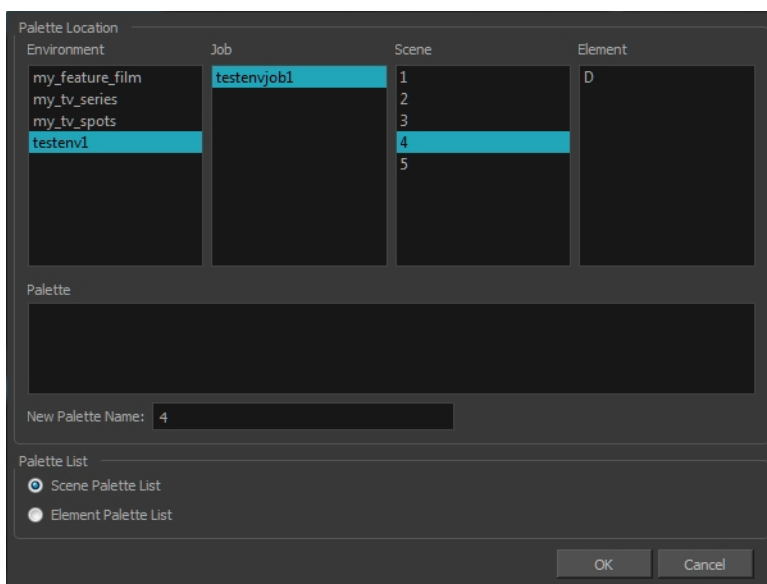 Palette Location
Environment Job Scene Element
my_feature_film testenvjob1 1 D
my_tv_series 2
my_tv_spots 3
testenv1 4
5
Palette
New Palette Name: 4
Palette List
Scene Palette List
Element Palette List
OK Cancel